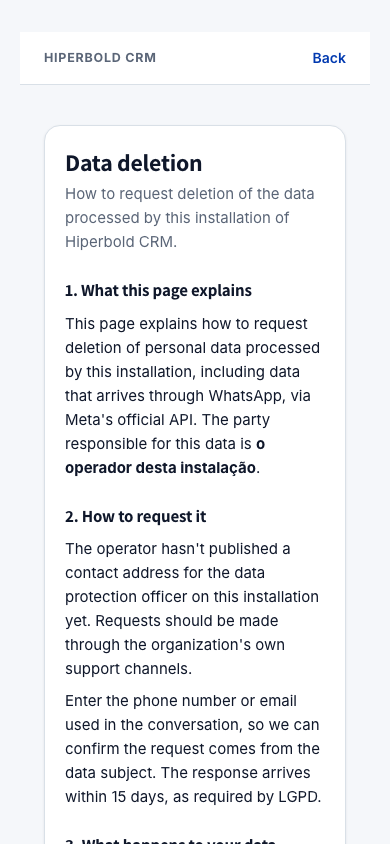 HIPERBOLD CRM
Back
Data deletion
How to request deletion of the data
processed by this installation of
Hiperbold CRM.
1. What this page explains
This page explains how to request
deletion of personal data processed
by this installation, including data
that arrives through WhatsApp, via
Meta's official API. The party
responsible for this data is o
operador desta instalação.
2. How to request it
The operator hasn't published a
contact address for the data
protection officer on this installation
yet. Requests should be made
through the organization's own
support channels.
Enter the phone number or email
used in the conversation, so we can
confirm the request comes from the
data subject. The response arrives
within 15 days, as required by LGPD.
3. What happens to your data